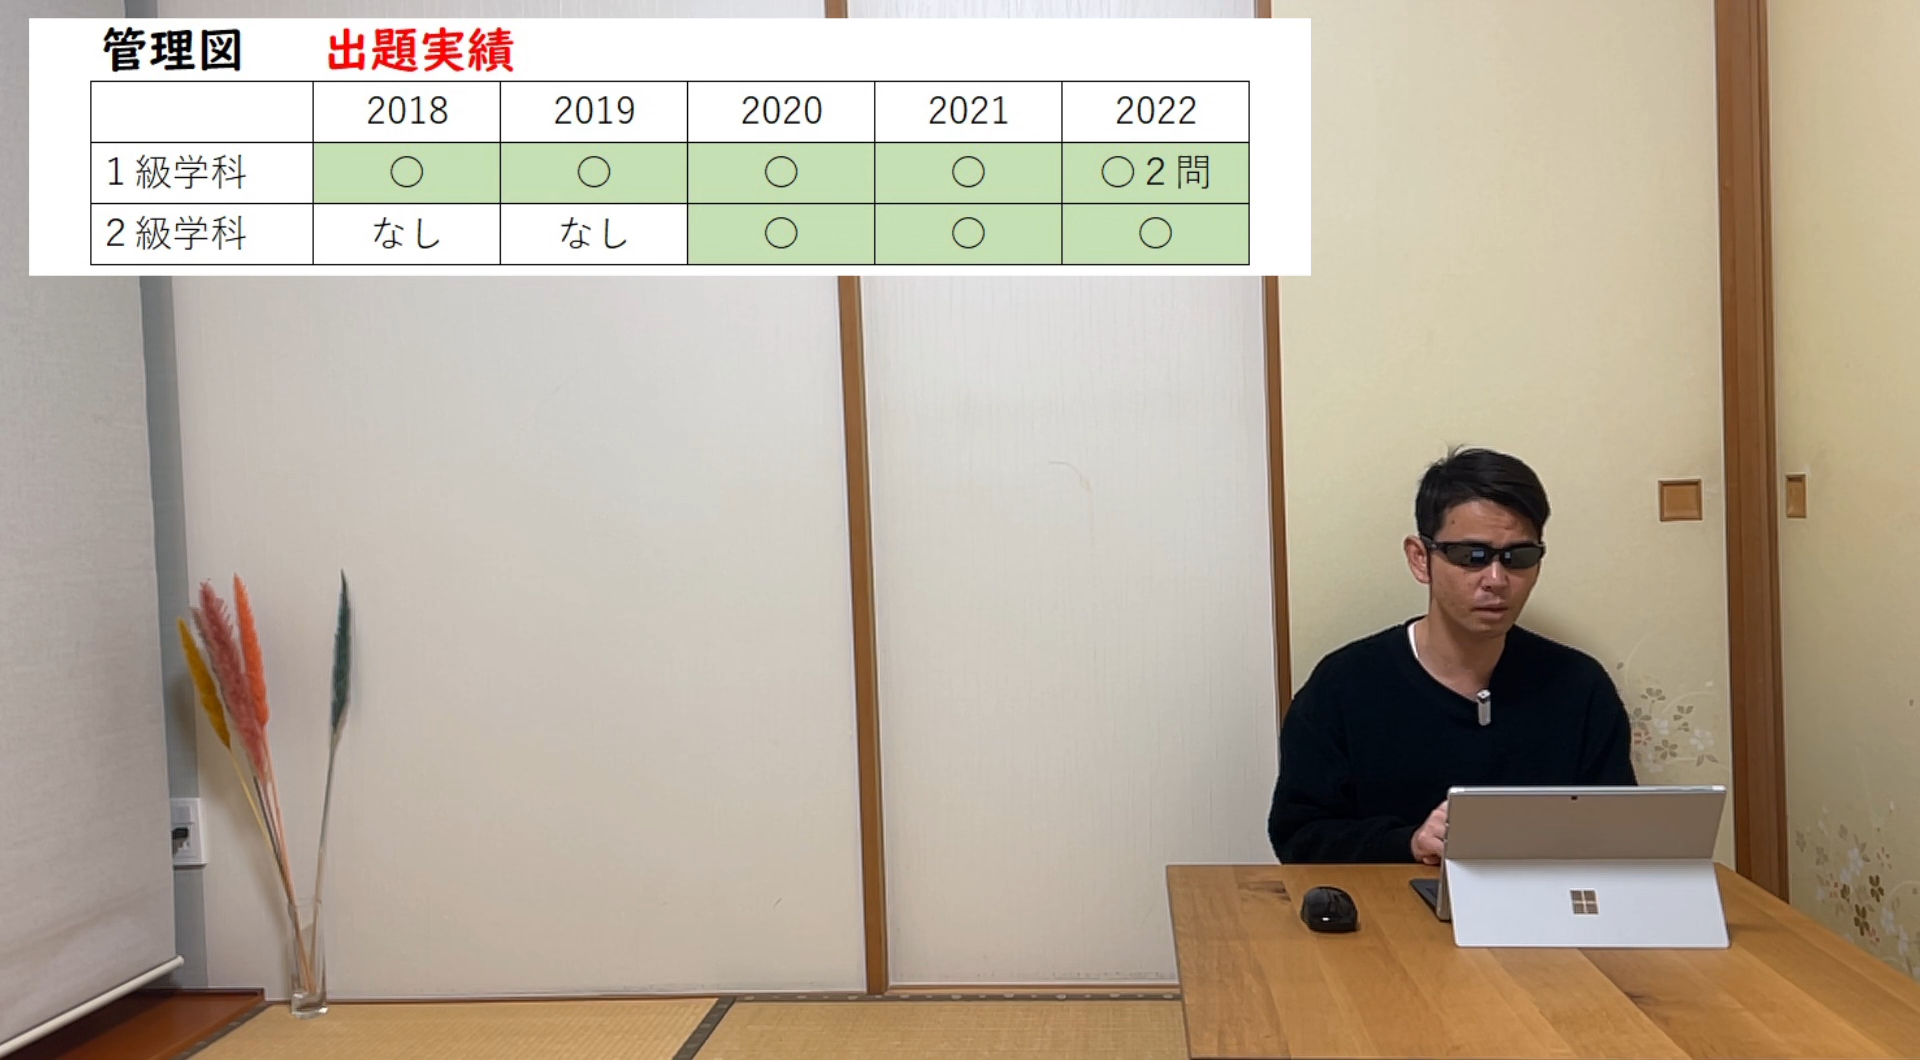 管理図 出題実績
2018 2019 2020 2021 2022
1級学科 ○ ○ ○ ○ ○2問
2級学科 なし なし ○ ○ ○